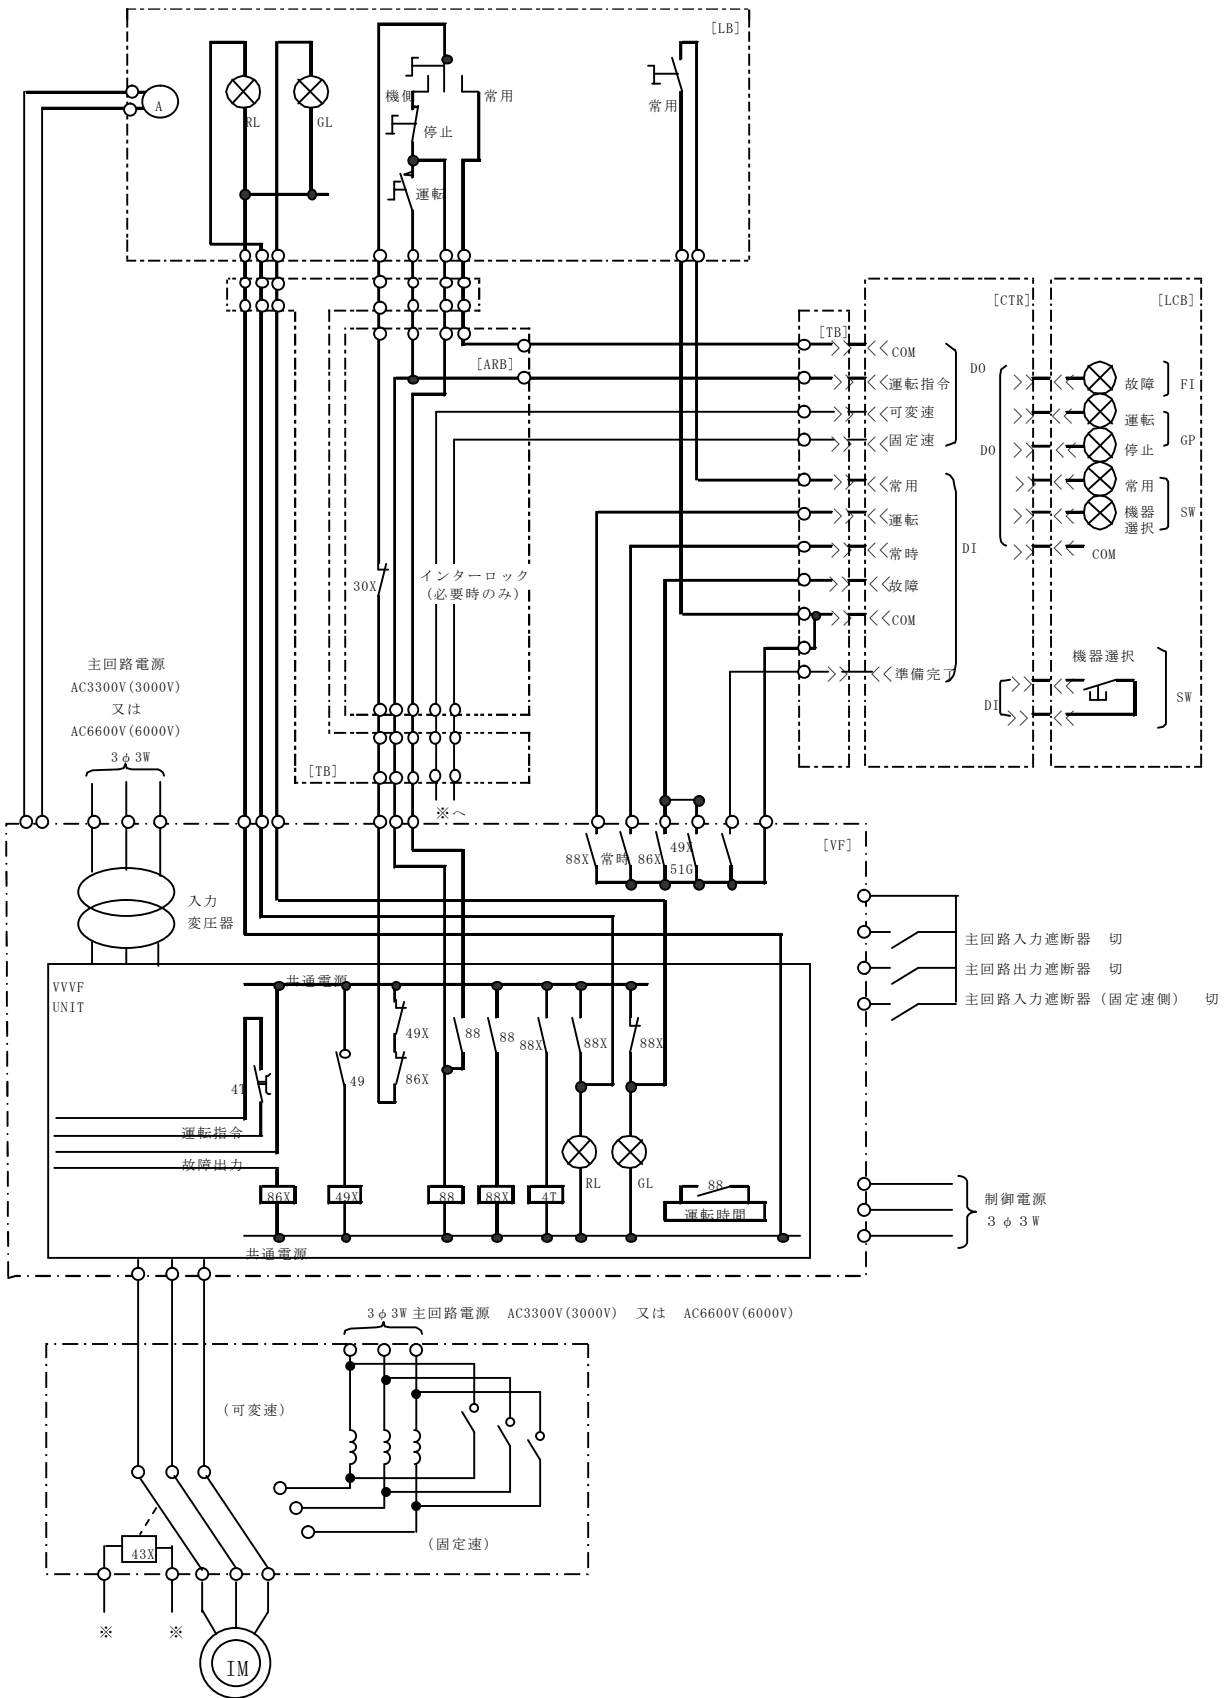 [LB]
A
RL
GL
機側
常用
停止
運転
常用
[CTR]
[LCB]
[TB]
[ARB]
COM
運転指令
可変速
固定速
DO
常用
運転
常時
故障
COM
準備完了
DI
DO
故障
FI
運転
停止
GP
常用
機器
選択
SW
COM
機器選択
DI
SW
30X
インターロック
(必要時のみ)
主回路電源
AC3300V(3000V)
又は
AC6600V(6000V)
3φ3W
[TB]
※へ
[VF]
88X
常時
86X
49X
51G
入力
変圧器
主回路入力遮断器 切
主回路出力遮断器 切
主回路入力遮断器(固定速側) 切
VVVF
UNIT
共通電源
49X
88
88
88X
88X
88X
4T
49
86X
運転指令
故障出力
RL
GL
86X
49X
88
88X
4T
88
運転時間
共通電源
制御電源
3φ3W
3φ3W 主回路電源 AC3300V(3000V) 又は AC6600V(6000V)
(可変速)
(固定速)
43X
※
※
IM